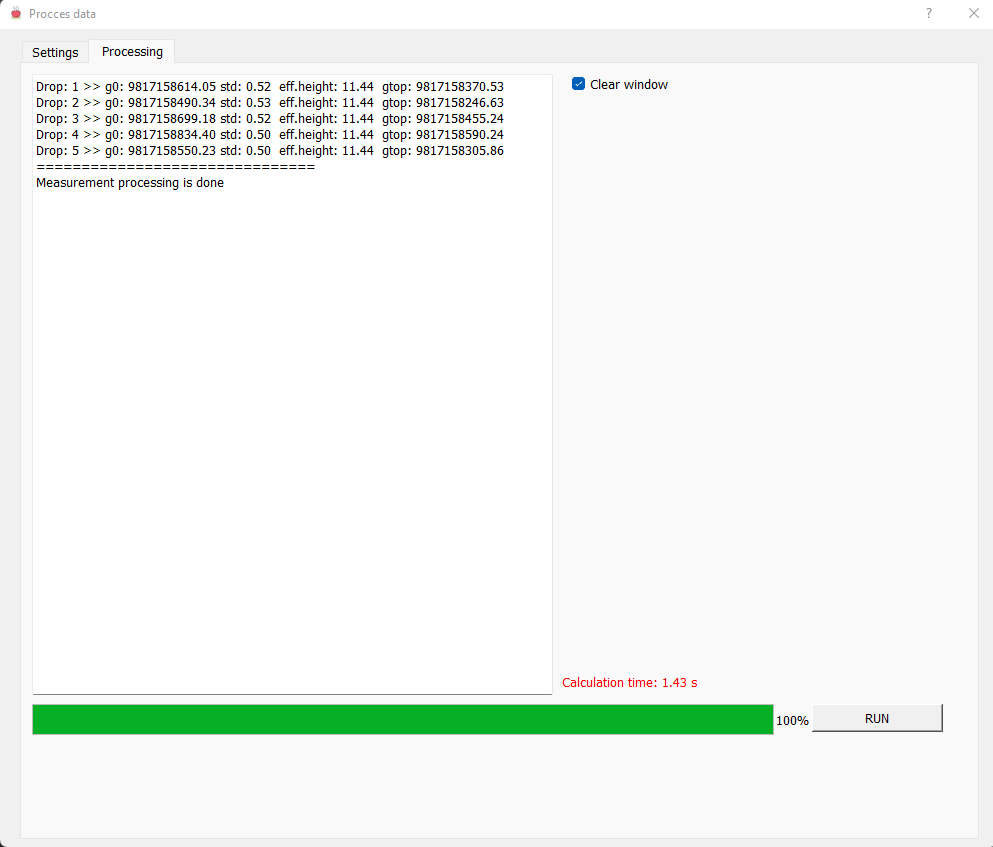 Procces data
?
Settings Processing
Drop: 1 >> g0: 9817158614.05 std: 0.52 eff.height: 11.44 gtop: 9817158370.53
Drop: 2 >> g0: 9817158490.34 std: 0.53 eff.height: 11.44 gtop: 9817158246.63
Drop: 3 >> g0: 9817158699.18 std: 0.52 eff.height: 11.44 gtop: 9817158455.24
Drop: 4 >> g0: 9817158834.40 std: 0.50 eff.height: 11.44 gtop: 9817158590.24
Drop: 5 >> g0: 9817158550.23 std: 0.50 eff.height: 11.44 gtop: 9817158305.86
===============================
Measurement processing is done
Clear window
Calculation time: 1.43 s
100%
RUN